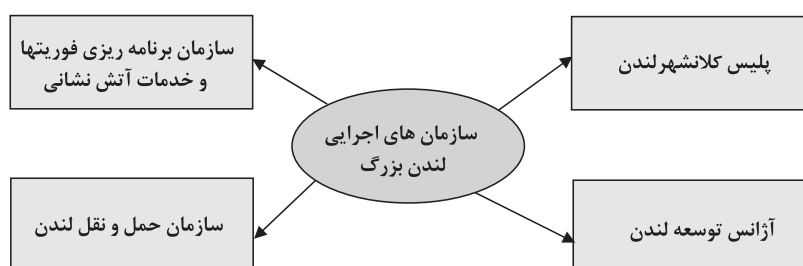 پلیس کلانشهرلندن
سازمان برنامه ریزی فوریتها
و خدمات آتش نشانی
سازمان های اجرایی
لندن بزرگ
آژانس توسعه لندن
سازمان حمل و نقل لندن